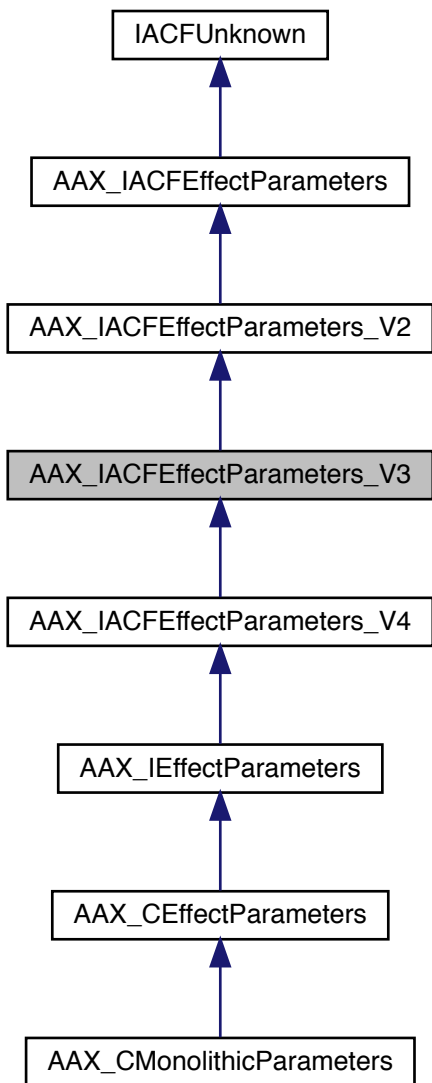 IACFUnknown
AAX_IACFEffectParameters
AAX_IACFEffectParameters_V2
AAX_IACFEffectParameters_V3
AAX_IACFEffectParameters_V4
AAX_IEffectParameters
AAX_CEffectParameters
AAX_CMonolithicParameters